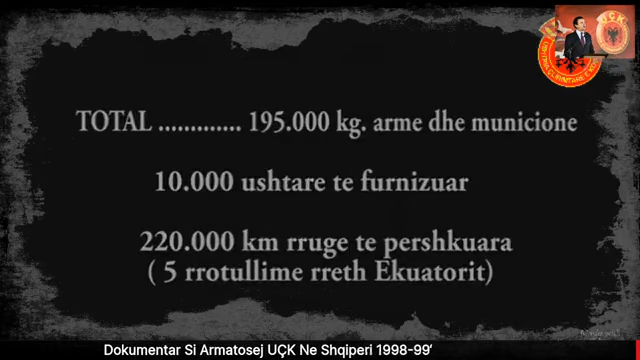 UÇK
TOTAL ............. 195.000 kg. arme dhe municione
10.000 ushtare te furnizuar
220.000 km rruge te pershkuara
( 5 rrotullime rreth Ekuatorit)
Dokumentar Si Armatosej UÇK Ne Shqiperi 1998-99‘